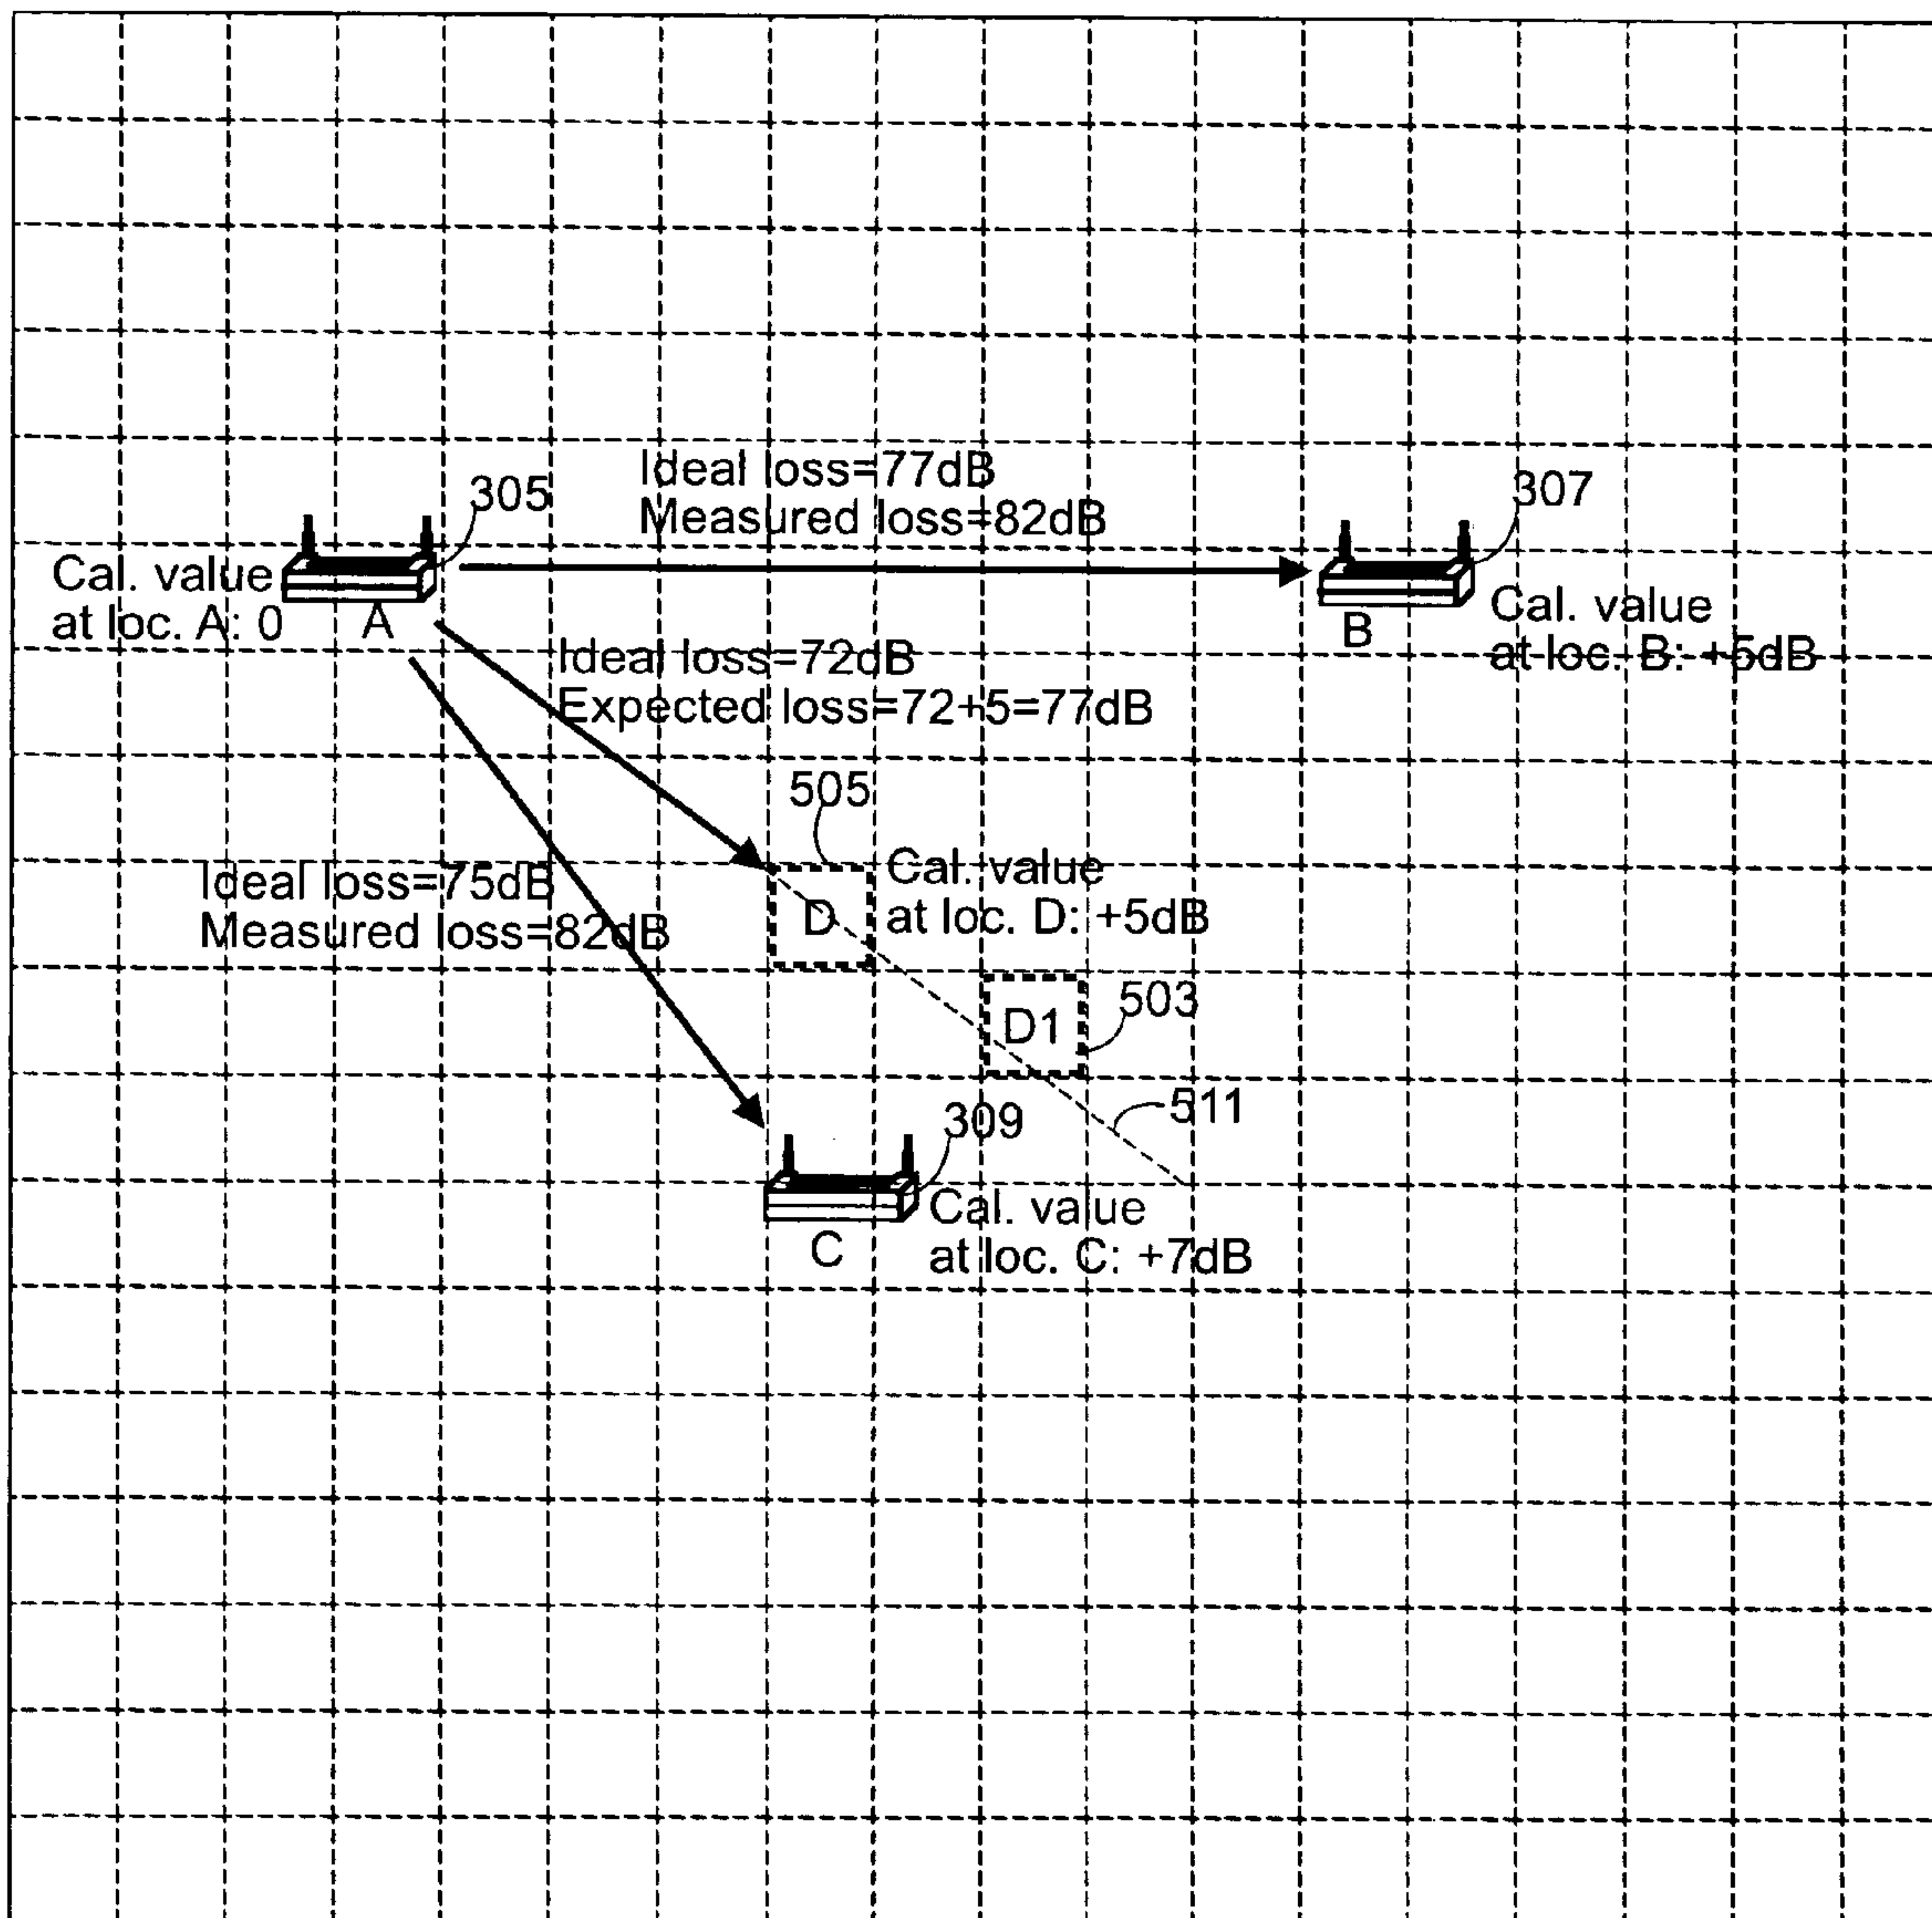 Ideal loss=77dB
Measured loss=82dB
305
307
Cal. value
at loc. A: 0
A
B
Cal. value
at loc. B: +5dB
Ideal loss=72dB
Expected loss=72+5=77dB
505
Cal. value
at loc. D: +5dB
D
Ideal loss=75dB
Measured loss=82dB
D1
503
511
309
C
Cal. value
at loc. C: +7dB